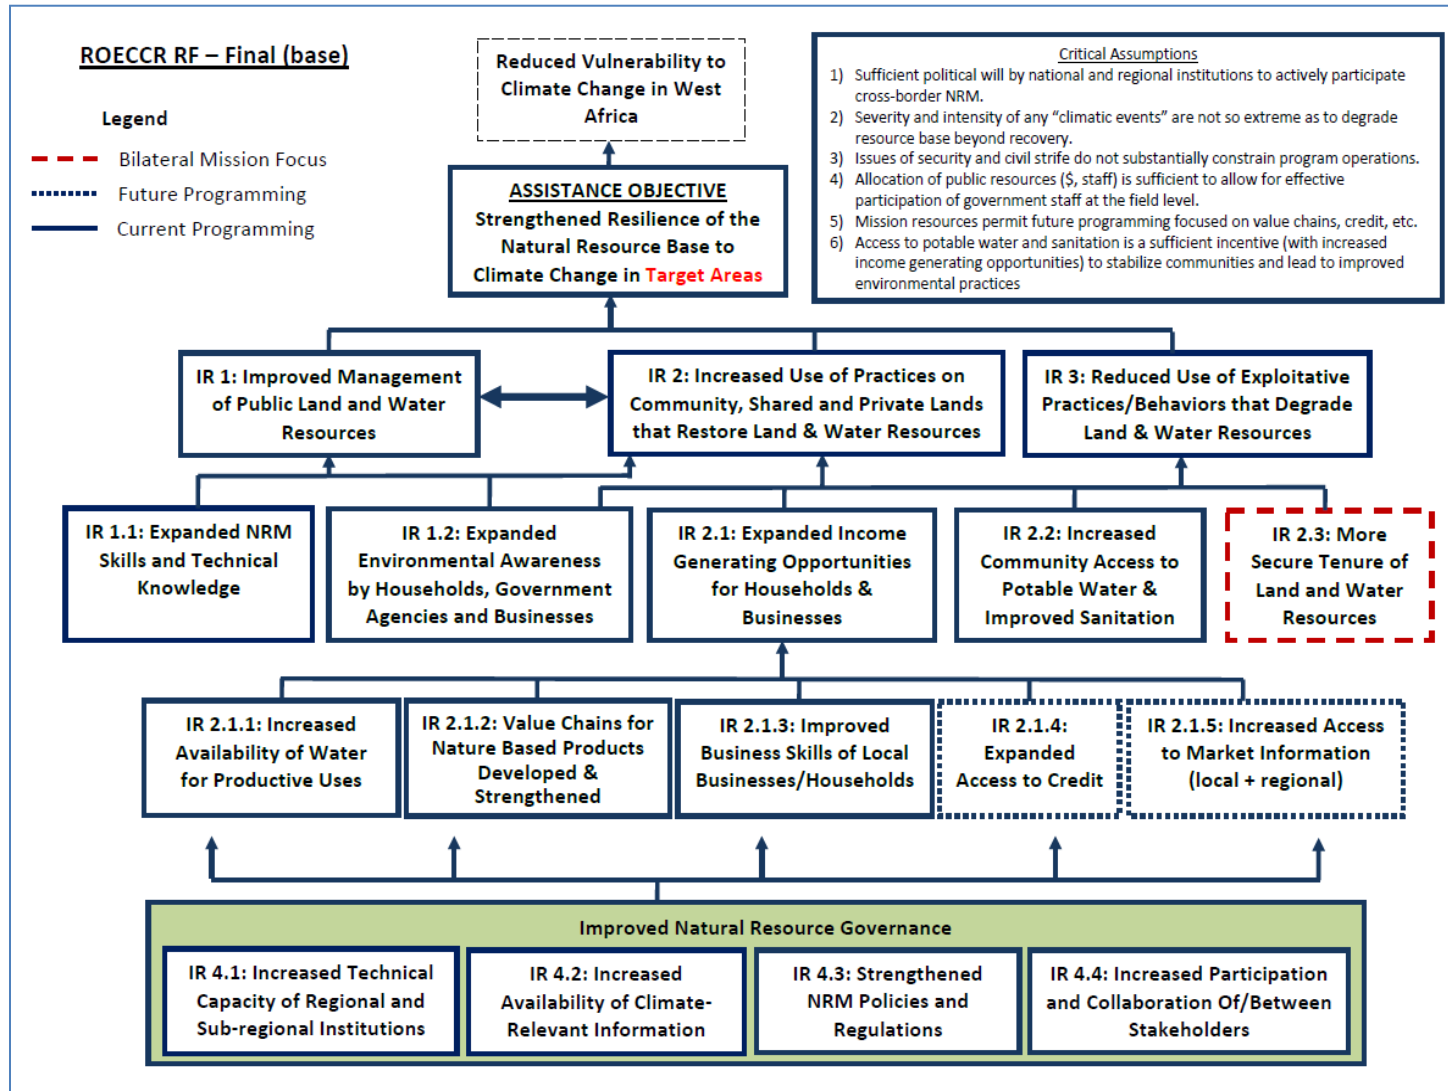 ROECCR RF – Final (base)
Legend
Bilateral Mission Focus
Future Programming
Current Programming
Reduced Vulnerability to
Climate Change in West
Africa
ASSISTANCE OBJECTIVE
Strengthened Resilience of the
Natural Resource Base to
Climate Change in Target Areas
Critical Assumptions
1) Sufficient political will by national and regional institutions to actively participate
cross-border NRM.
2) Severity and intensity of any “climatic events” are not so extreme as to degrade
resource base beyond recovery.
3) Issues of security and civil strife do not substantially constrain program operations.
4) Allocation of public resources ($, staff) is sufficient to allow for effective
participation of government staff at the field level.
5) Mission resources permit future programming focused on value chains, credit, etc.
6) Access to potable water and sanitation is a sufficient incentive (with increased
income generating opportunities) to stabilize communities and lead to improved
environmental practices
IR 1: Improved Management
of Public Land and Water
Resources
IR 2: Increased Use of Practices on
Community, Shared and Private Lands
that Restore Land & Water Resources
IR 3: Reduced Use of Exploitative
Practices/Behaviors that Degrade
Land & Water Resources
IR 1.1: Expanded NRM
Skills and Technical
Knowledge
IR 1.2: Expanded
Environmental Awareness
by Households, Government
Agencies and Businesses
IR 2.1: Expanded Income
Generating Opportunities
for Households &
Businesses
IR 2.2: Increased
Community Access to
Potable Water &
Improved Sanitation
IR 2.3: More
Secure Tenure of
Land and Water
Resources
IR 2.1.1: Increased
Availability of Water
for Productive Uses
IR 2.1.2: Value Chains for
Nature Based Products
Developed &
Strengthened
IR 2.1.3: Improved
Business Skills of Local
Businesses/Households
IR 2.1.4:
Expanded
Access to Credit
IR 2.1.5: Increased Access
to Market Information
(local + regional)
Improved Natural Resource Governance
IR 4.1: Increased Technical
Capacity of Regional and
Sub-regional Institutions
IR 4.2: Increased
Availability of Climate-
Relevant Information
IR 4.3: Strengthened
NRM Policies and
Regulations
IR 4.4: Increased Participation
and Collaboration Of/Between
Stakeholders